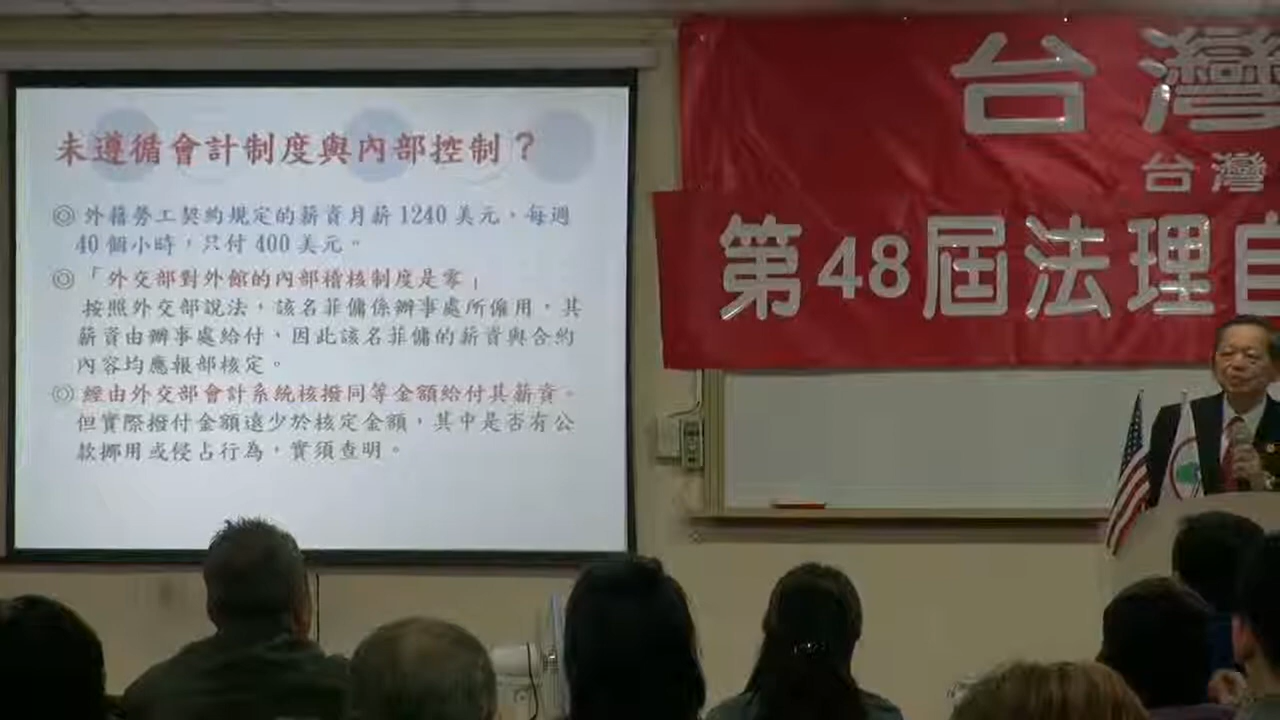 未遵循會計制度與內部控制？
◎ 外籍勞工契約規定的薪資月薪 1240 美元，每週
40 個小時，只付 400 美元。
◎ 「外交部對外館的內部稽核制度是零」
按照外交部說法，該名菲傭係辦事處所僱用，其
薪資由辦事處給付，因此該名菲傭的薪資與合約
內容均應報部核定。
◎ 經由外交部會計系統核撥同等金額給付其薪資。
但實際撥付金額遠少於核定金額，其中是否有公
款挪用或侵占行為，實須查明。
台灣
台灣
第48屆法理自